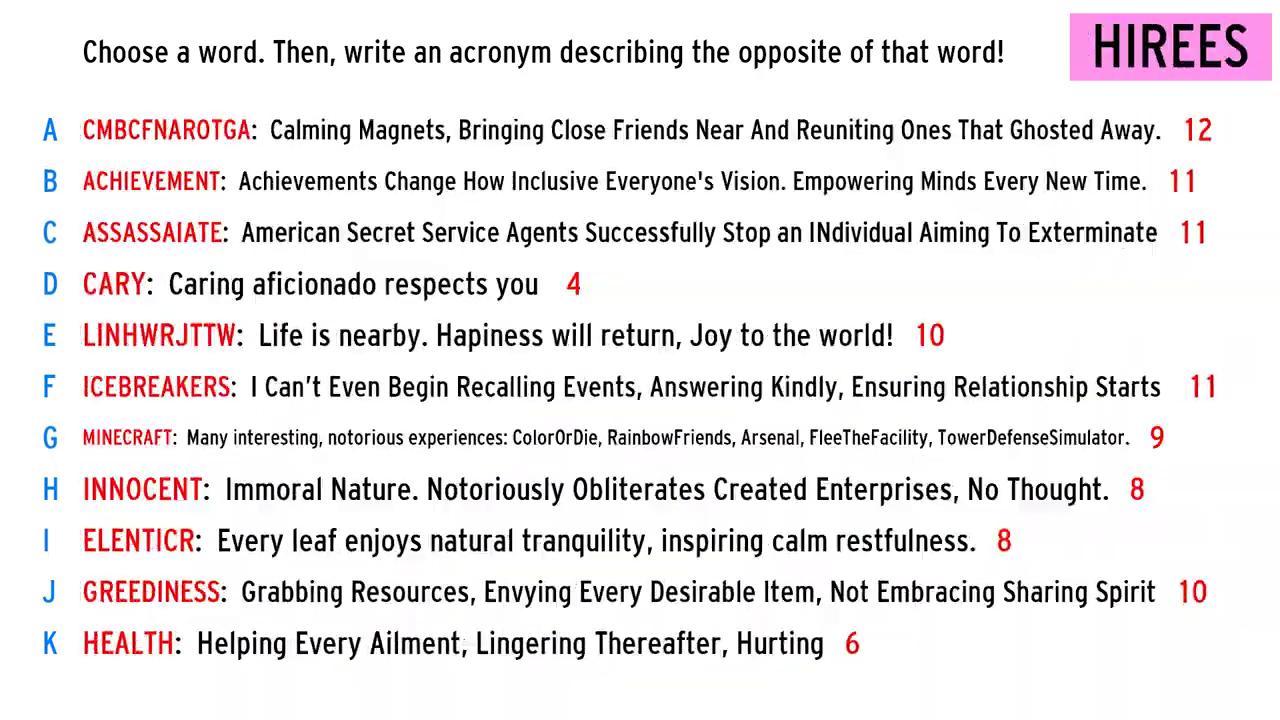 Choose a word. Then, write an acronym describing the opposite of that word!
HIREES
A CMBCFNAROTGA: Calming Magnets, Bringing Close Friends Near And Reuniting Ones That Ghosted Away. 12
B ACHIEVEMENT: Achievements Change How Inclusive Everyone's Vision. Empowering Minds Every New Time. 11
C ASSASSAIATE: American Secret Service Agents Successfully Stop an INdividual Aiming To Exterminate 11
D CARY: Caring aficionado respects you 4
E LINHWRJTTW: Life is nearby. Hapiness will return, Joy to the world! 10
F ICEBREAKERS: I Can't Even Begin Recalling Events, Answering Kindly, Ensuring Relationship Starts 11
G MINECRAFT: Many interesting, notorious experiences: ColorOrDie, RainbowFriends, Arsenal, FleeTheFacility, TowerDefenseSimulator. 9
H INNOCENT: Immoral Nature. Notoriously Obliterates Created Enterprises, No Thought. 8
I ELENTICR: Every leaf enjoys natural tranquility, inspiring calm restfulness. 8
J GREEDINESS: Grabbing Resources, Envying Every Desirable Item, Not Embracing Sharing Spirit 10
K HEALTH: Helping Every Ailment, Lingering Thereafter, Hurting 6